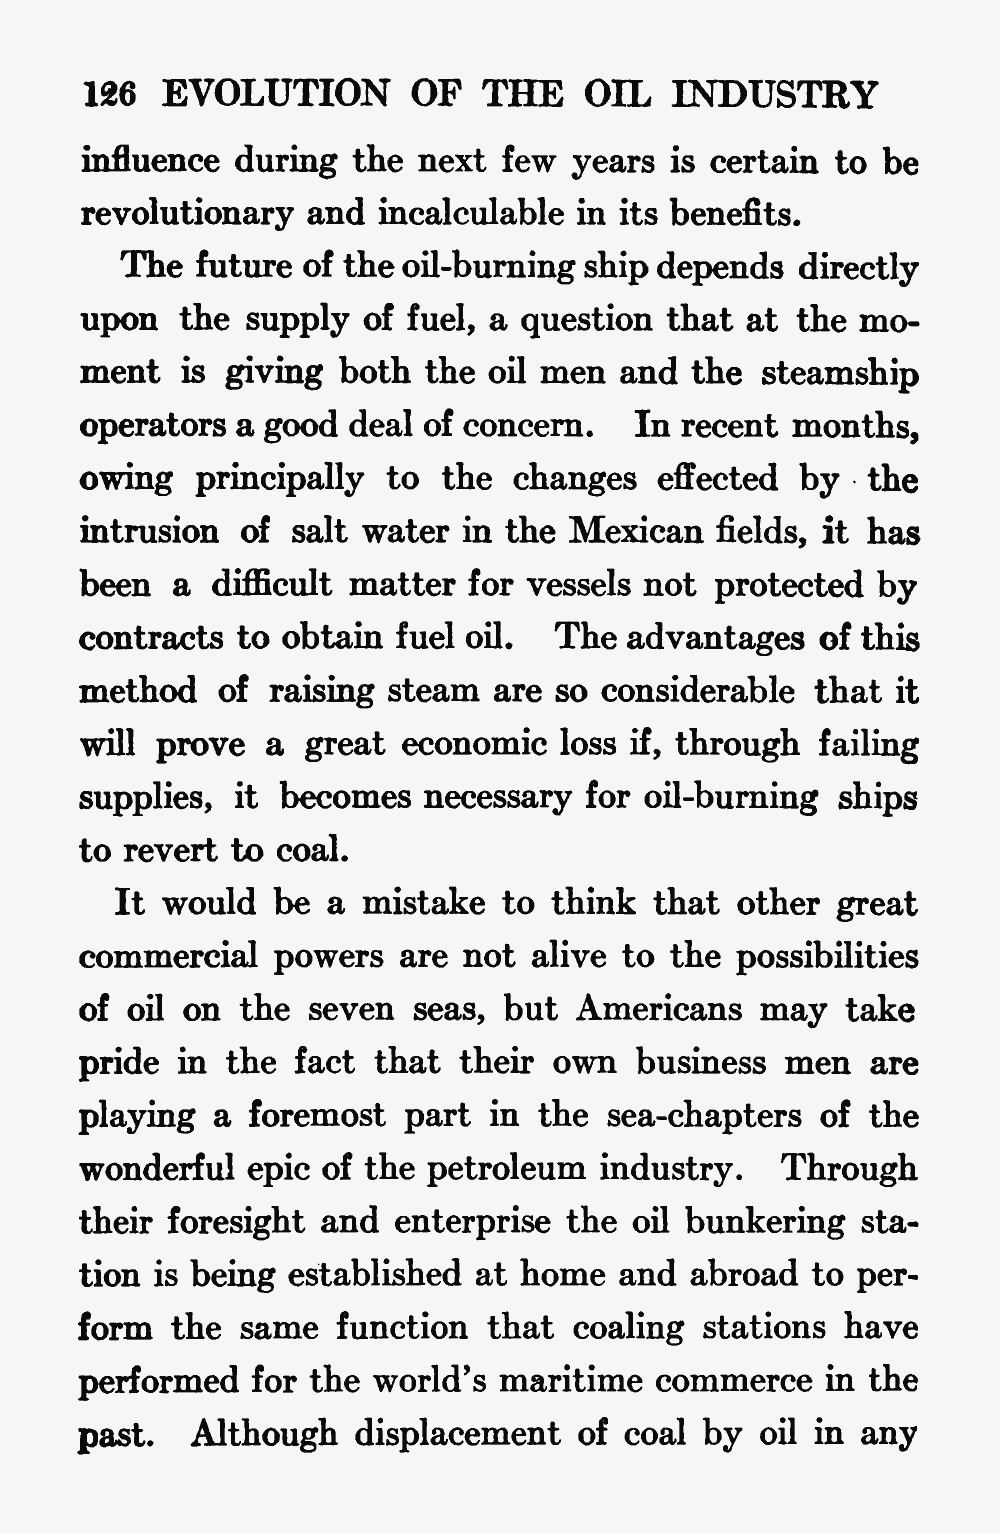 126 EVOLUTION OF THE OIL INDUSTRY
influence during the next few years is certain to be
revolutionary and incalculable in its benefits.
The future of the oil-burning ship depends directly
upon the supply of fuel, a question that at the mo-
ment is giving both the oil men and the steamship
operators a good deal of concern. In recent months,
owing principally to the changes effected by the
intrusion of salt water in the Mexican fields, it has
been a difficult matter for vessels not protected by
contracts to obtain fuel oil. The advantages of this
method of raising steam are so considerable that it
will prove a great economic loss if, through failing
supplies, it becomes necessary for oil-burning ships
to revert to coal.
It would be a mistake to think that other great
commercial powers are not alive to the possibilities
of oil on the seven seas, but Americans may take
pride in the fact that their own business men are
playing a foremost part in the sea-chapters of the
wonderful epic of the petroleum industry. Through
their foresight and enterprise the oil bunkering sta-
tion is being established at home and abroad to per-
form the same function that coaling stations have
performed for the world's maritime commerce in the
past. Although displacement of coal by oil in any